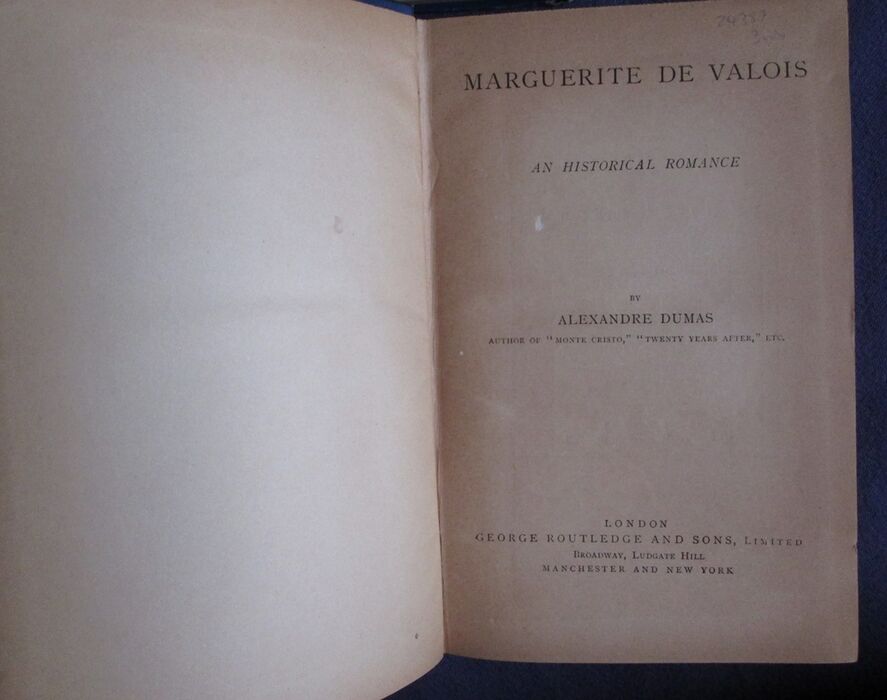 24387
MARGUERITE DE VALOIS
AN HISTORICAL ROMANCE
BY
ALEXANDRE DUMAS
AUTHOR OF "MONTE CRISTO," "TWENTY YEARS AFTER," ETC.
LONDON
GEORGE ROUTLEDGE AND SONS, LIMITED
BROADWAY, LUDGATE HILL
MANCHESTER AND NEW YORK